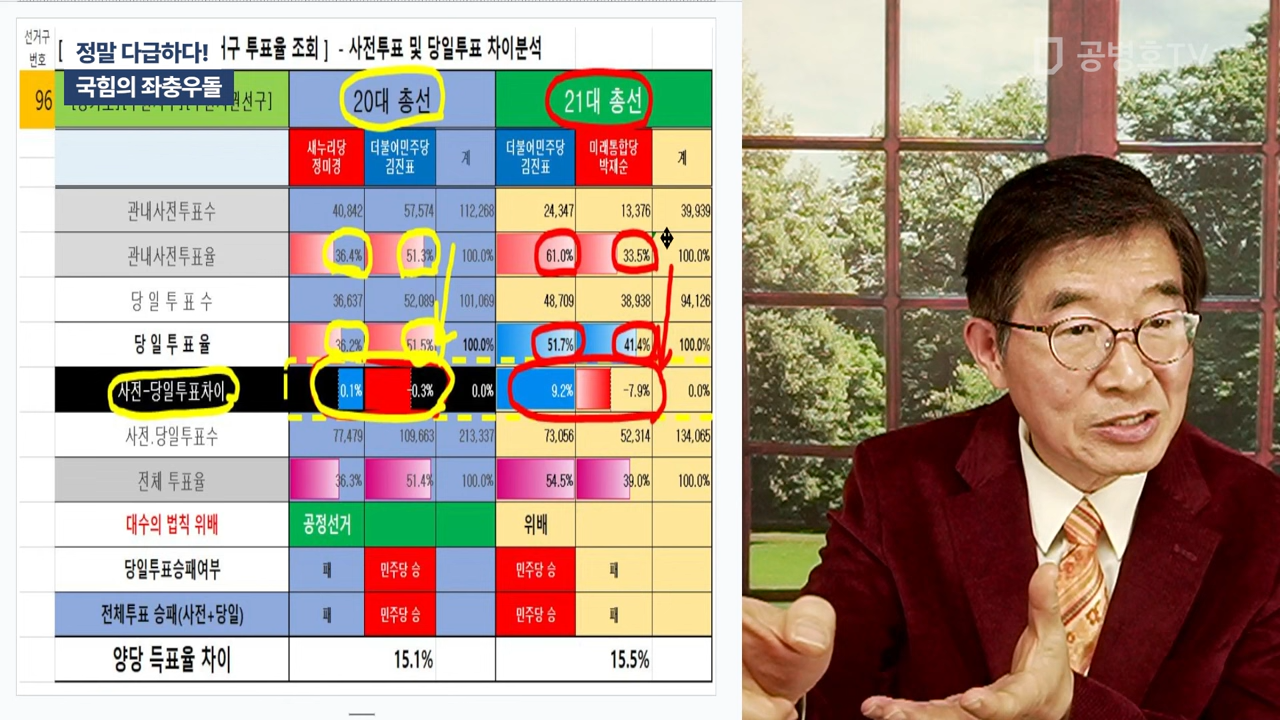 선거구
번호
정말 다급하다!
국힘의 좌충우돌
구 투표율 조회 ] - 사전투표 및 당일투표 차이분석
공병호TV
96
20대 총선
21대 총선
새누리당 정미경
더불어민주당 김진표
계
더불어민주당 김진표
미래통합당 박재순
계
관내사전투표수 40,842 57,574 112,268 24,347 13,376 39,939
관내사전투표율 36.4% 51.3% 100.0% 61.0% 33.5% 100.0%
당일투표수 36,637 52,089 101,069 48,709 38,938 94,126
당일투표율 36.2% 51.5% 100.0% 51.7% 41.4% 100.0%
사전-당일투표차이 0.1% -0.3% 0.0% 9.2% -7.9% 0.0%
사전.당일투표수 77,479 109,663 213,337 73,056 52,314 134,065
전체 투표율 36.3% 51.4% 100.0% 54.5% 39.0% 100.0%
대수의 법칙 위배 공정선거 위배
당일투표승패여부 패 민주당 승 민주당 승 패
전체투표 승패(사전+당일) 패 민주당 승 민주당 승 패
양당 득표율 차이 15.1% 15.5%